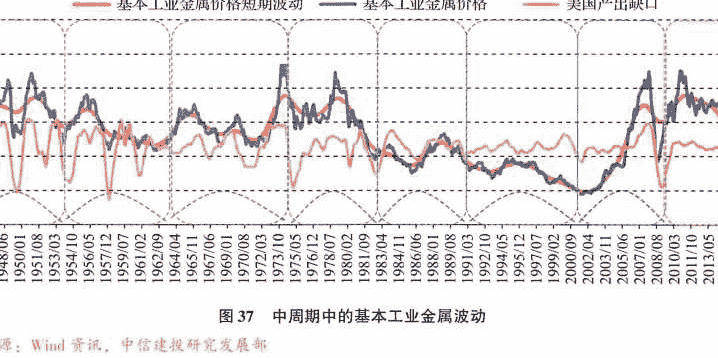 基本工业金属价格短期波动 基本工业金属价格 美国产出缺口
1948/06 1950/01 1951/08 1953/03 1954/10 1956/05 1957/12 1959/07 1961/02 1962/09 1964/04 1965/11 1967/06 1969/01 1970/08 1972/03 1973/10 1975/05 1976/12 1978/07 1980/02 1981/09 1983/04 1984/11 1986/06 1988/01 1989/08 1991/03 1992/10 1994/05 1995/12 1997/07 1999/02 2000/09 2002/04 2003/11 2005/06 2007/01 2008/08 2010/03 2011/10 2013/05
图 37 中周期中的基本工业金属波动
源：Wind 资讯，中信建投研究发展部